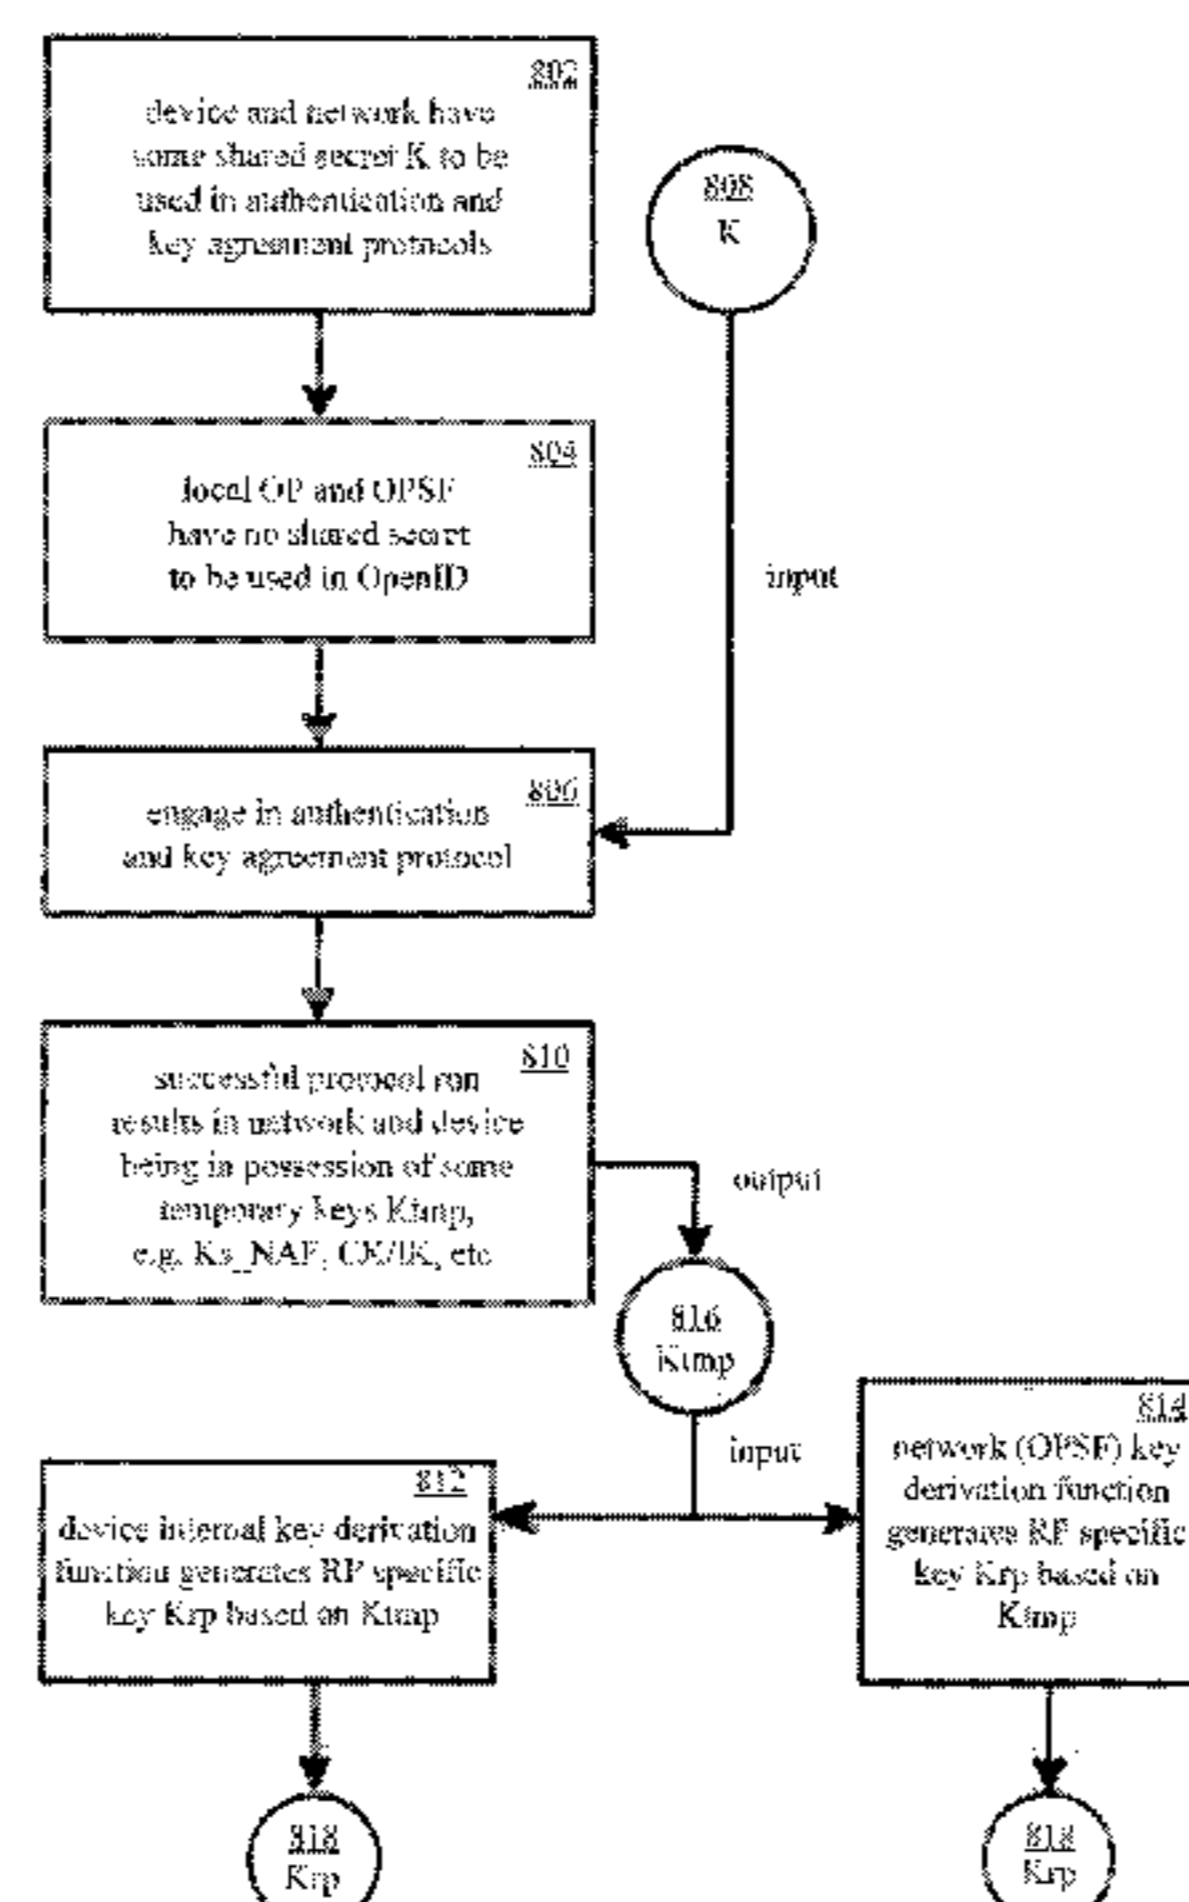 802
device and network have
some shared secret K to be
used in authentication and
key agreement protocols
808
K
804
local OP and OPSF
have no shared secret
to be used in OpenID
input
806
engage in authentication
and key agreement protocol
810
successful protocol run
results in network and device
being in possession of some
temporary keys Ktmp,
e.g. Ks_NAF, CK/IK, etc
output
816
Ktmp
input
814
network (OPSF) key
derivation function
generates RP specific
key Krp based on
Ktmp
812
device internal key derivation
function generates RP specific
key Krp based on Ktmp
818
Krp
818
Krp